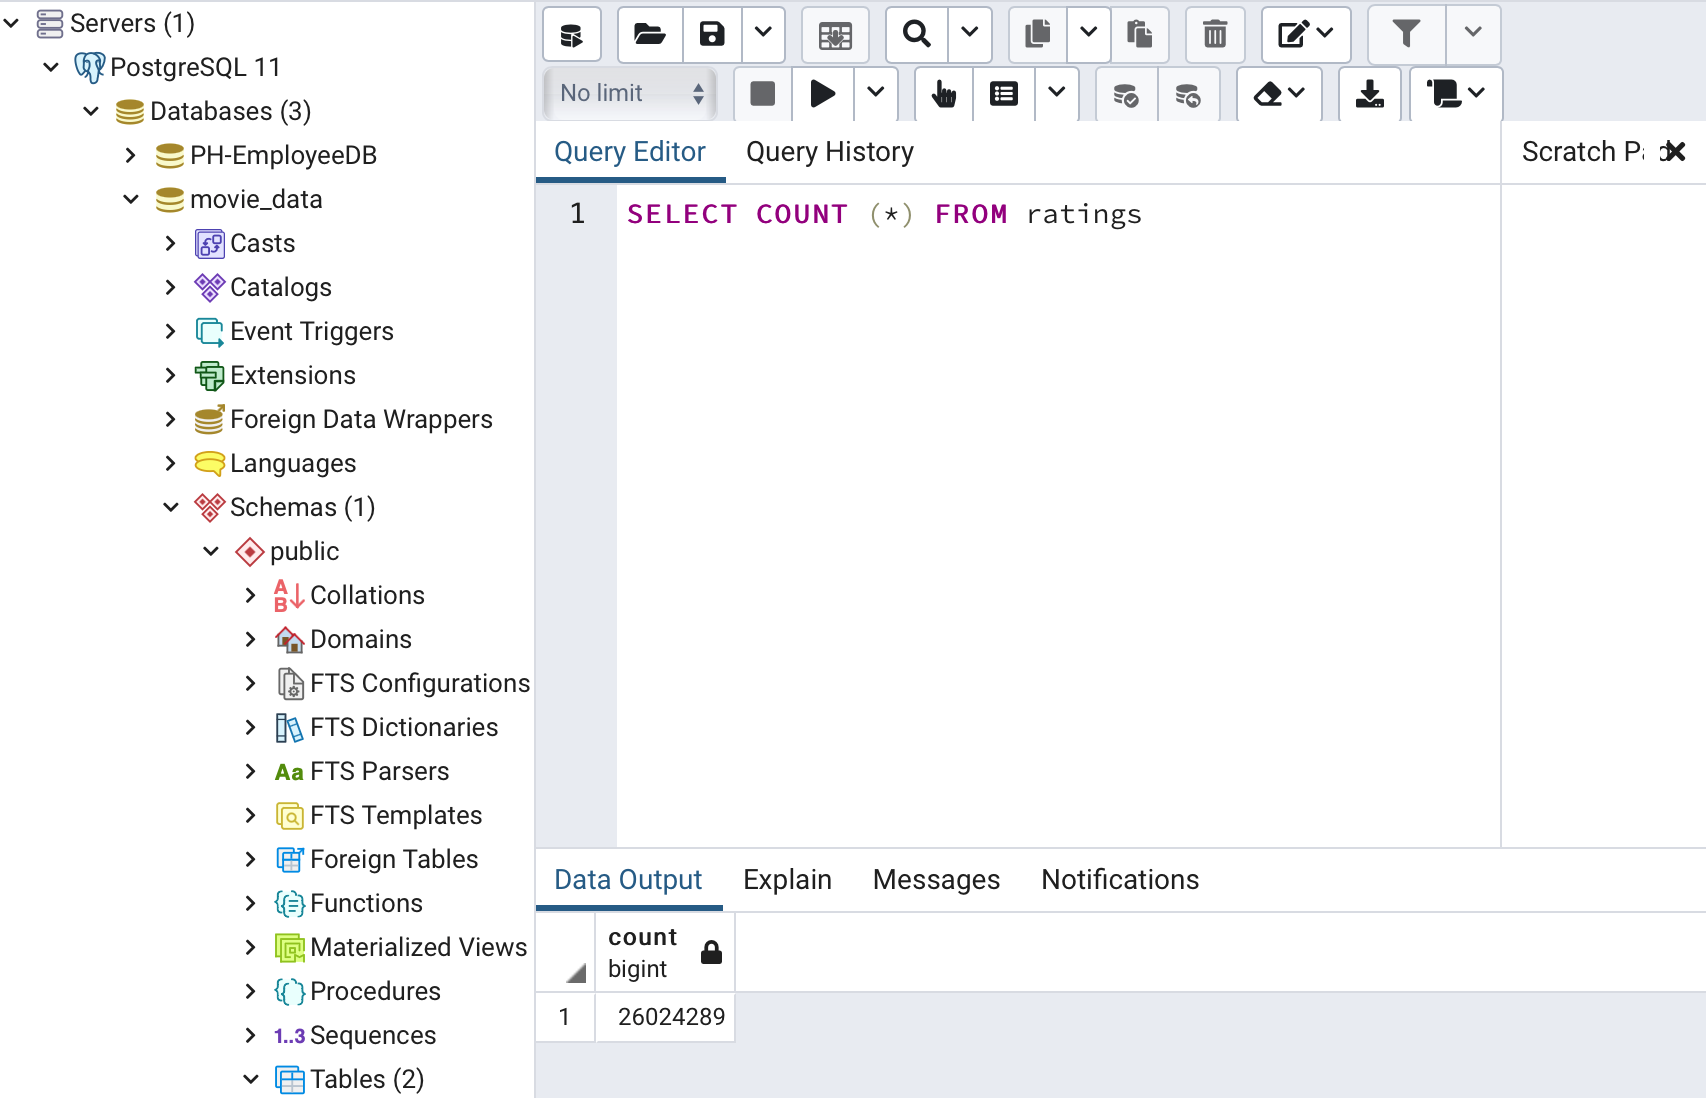 Servers (1)
PostgreSQL 11
Databases (3)
PH-EmployeeDB
movie_data
Casts
Catalogs
Event Triggers
Extensions
Foreign Data Wrappers
Languages
Schemas (1)
public
Collations
Domains
FTS Configurations
FTS Dictionaries
Aa FTS Parsers
FTS Templates
Foreign Tables
Functions
Materialized Views
Procedures
1..3 Sequences
Tables (2)
No limit
Query Editor Query History
Scratch Pad
1 SELECT COUNT (*) FROM ratings
Data Output Explain Messages Notifications
count
bigint
1 26024289